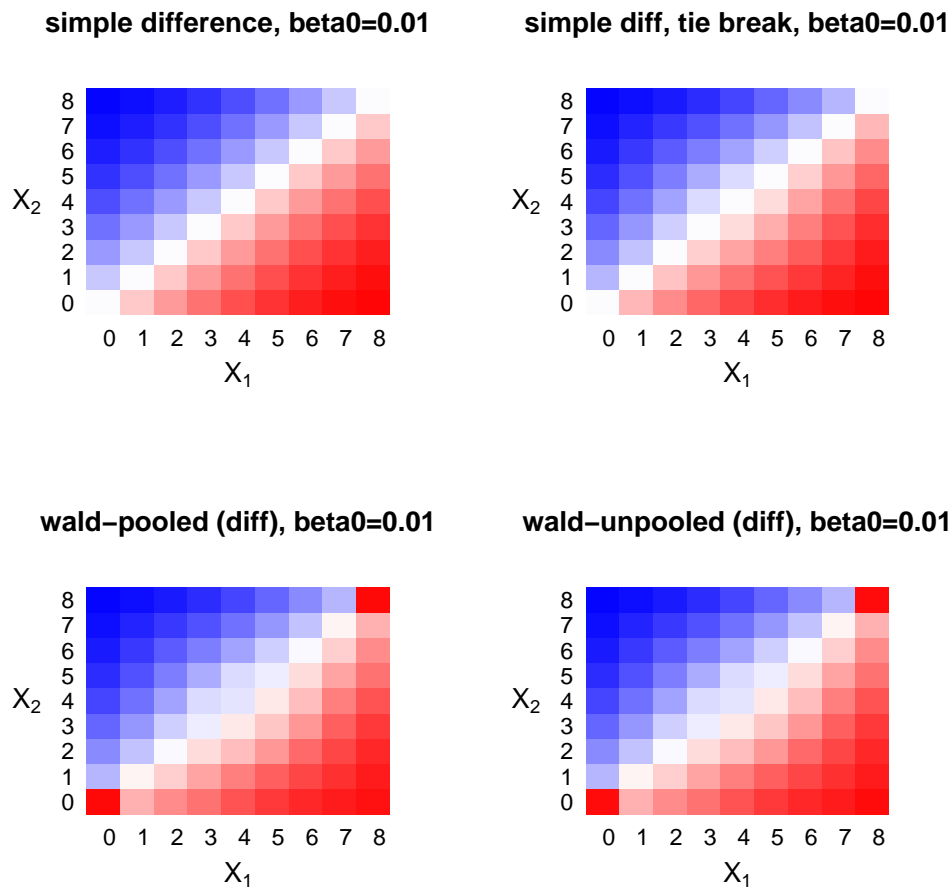 simple difference, beta0=0.01
8
7
6
5
4
3
2
1
0
X₂
0 1 2 3 4 5 6 7 8
X₁
simple diff, tie break, beta0=0.01
8
7
6
5
4
3
2
1
0
X₂
0 1 2 3 4 5 6 7 8
X₁
wald−pooled (diff), beta0=0.01
8
7
6
5
4
3
2
1
0
X₂
0 1 2 3 4 5 6 7 8
X₁
wald−unpooled (diff), beta0=0.01
8
7
6
5
4
3
2
1
0
X₂
0 1 2 3 4 5 6 7 8
X₁